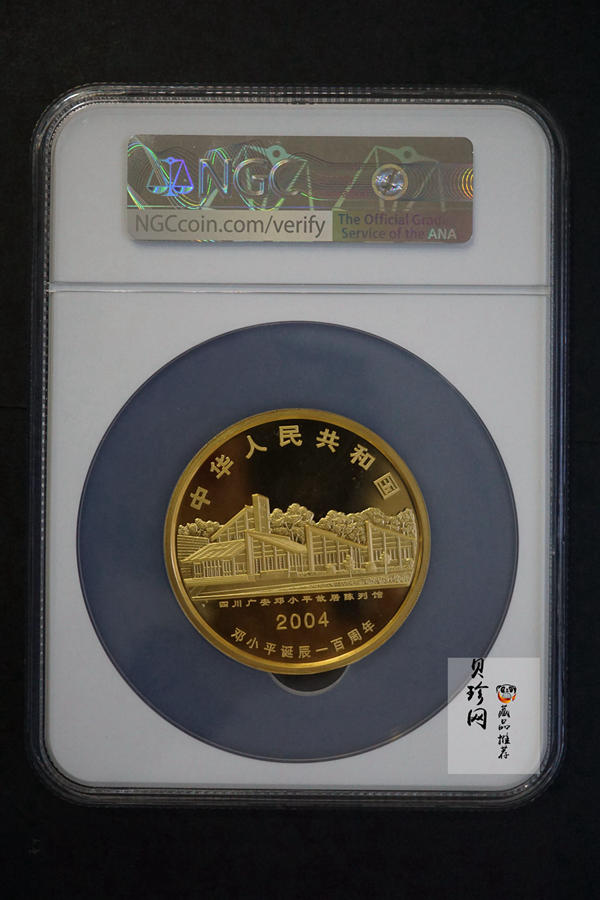 NGC
NGCcoin.com/verify
The Official Grading
Service of the ANA
中华人民共和国
四川广安邓小平故居陈列馆
2004
邓小平诞辰一百周年
贝珍网
藏品推荐